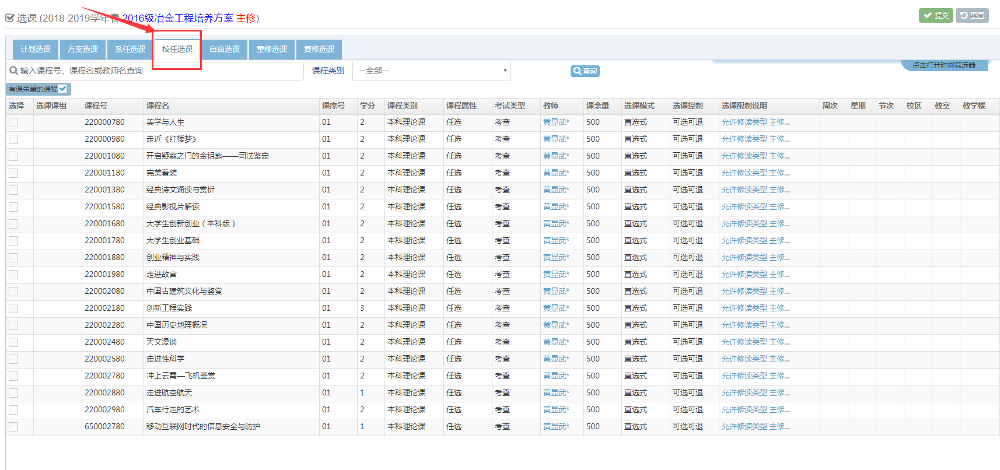 选课 (2018-2019学年春 2016级冶金工程培养方案 主修)
提交 重置
计划选课 方案选课 系任选课 校任选课 自由选课 重修选课 复修选课
输入课程号、课程名或教师名查询 课程类别 --全部-- 查询 点击打开时间筛选器
有课余量的课程
选择 选课课组 课程号 课程名 课序号 学分 课程类别 课程属性 考试类型 教师 课余量 选课模式 选课控制 选课限制说明 周次 星期 节次 校区 教室 教学楼
220000780 美学与人生 01 2 本科理论课 任选 考查 黄显武* 500 直选式 可选可退 允许修读类型 主修...
220000980 走近《红楼梦》 01 2 本科理论课 任选 考查 黄显武* 500 直选式 可选可退 允许修读类型 主修...
220001080 开启疑案之门的金钥匙——司法鉴定 01 2 本科理论课 任选 考查 黄显武* 500 直选式 可选可退 允许修读类型 主修...
220001180 完美着装 01 2 本科理论课 任选 考查 黄显武* 500 直选式 可选可退 允许修读类型 主修...
220001380 经典诗文诵读与赏析 01 2 本科理论课 任选 考查 黄显武* 500 直选式 可选可退 允许修读类型 主修...
220001580 经典影视片解读 01 2 本科理论课 任选 考查 黄显武* 500 直选式 可选可退 允许修读类型 主修...
220001680 大学生创新创业（本科版） 01 2 本科理论课 任选 考查 黄显武* 500 直选式 可选可退 允许修读类型 主修...
220001780 大学生创业基础 01 2 本科理论课 任选 考查 黄显武* 500 直选式 可选可退 允许修读类型 主修...
220001880 创业精神与实践 01 2 本科理论课 任选 考查 黄显武* 500 直选式 可选可退 允许修读类型 主修...
220001980 走进故宫 01 2 本科理论课 任选 考查 黄显武* 500 直选式 可选可退 允许修读类型 主修...
220002080 中国古建筑文化与鉴赏 01 2 本科理论课 任选 考查 黄显武* 500 直选式 可选可退 允许修读类型 主修...
220002180 创新工程实践 01 3 本科理论课 任选 考查 黄显武* 500 直选式 可选可退 允许修读类型 主修...
220002280 中国历史地理概况 01 2 本科理论课 任选 考查 黄显武* 500 直选式 可选可退 允许修读类型 主修...
220002480 天文漫谈 01 2 本科理论课 任选 考查 黄显武* 500 直选式 可选可退 允许修读类型 主修...
220002580 走进性科学 01 2 本科理论课 任选 考查 黄显武* 500 直选式 可选可退 允许修读类型 主修...
220002780 冲上云霄—飞机鉴赏 01 2 本科理论课 任选 考查 黄显武* 500 直选式 可选可退 允许修读类型 主修...
220002880 走进航空航天 01 1 本科理论课 任选 考查 黄显武* 500 直选式 可选可退 允许修读类型 主修...
220002980 汽车行走的艺术 01 2 本科理论课 任选 考查 黄显武* 500 直选式 可选可退 允许修读类型 主修...
650002780 移动互联网时代的信息安全与防护 01 1 本科理论课 任选 考查 黄显武* 500 直选式 可选可退 允许修读类型 主修...